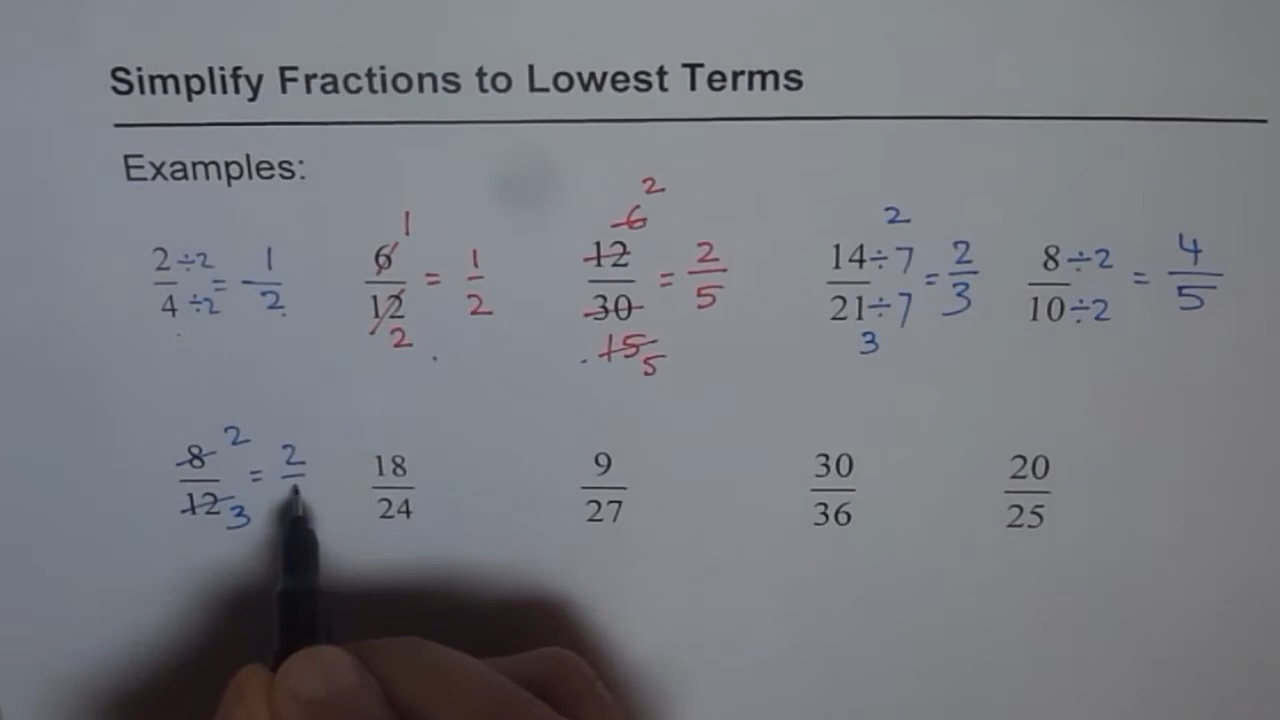 Simplify Fractions to Lowest Terms
Examples:
2÷2/4÷2 = 1/2
6/12 1/2 = 1/2
12/30 6/15 2/5 = 2/5
14÷7/21÷7 2/3 = 2/3
8÷2/10÷2 = 4/5
8/12 2/3 = 2/
18/24
9/27
30/36
20/25